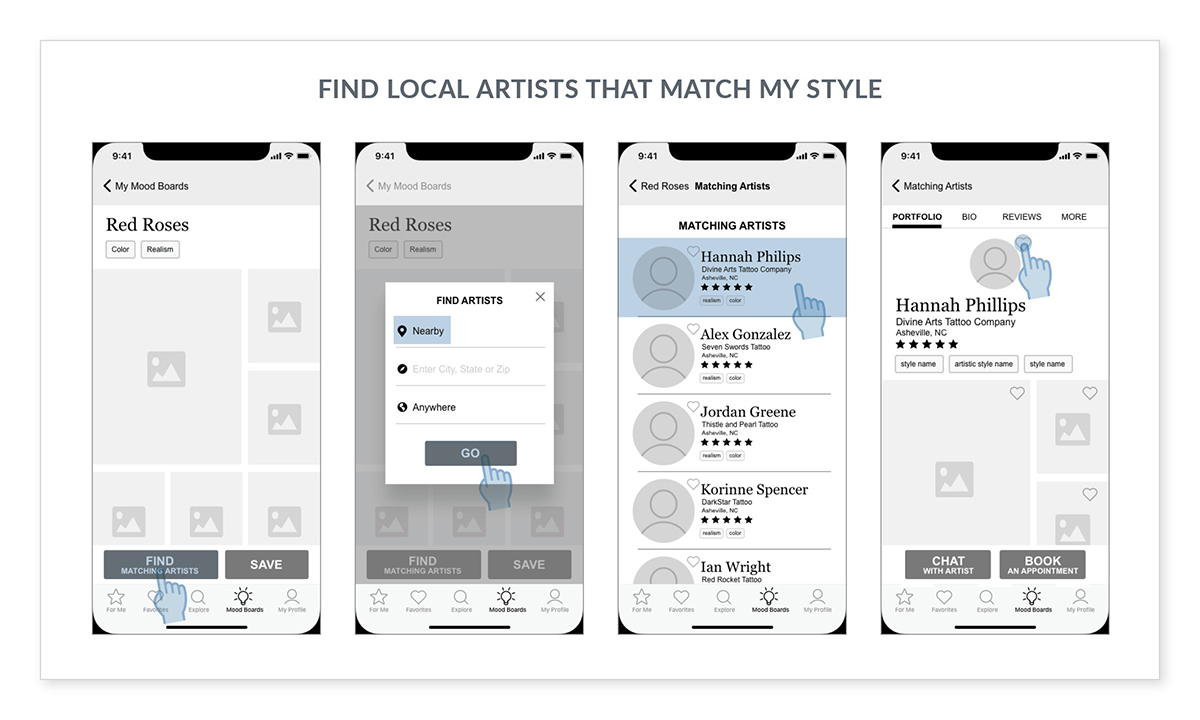 FIND LOCAL ARTISTS THAT MATCH MY STYLE
9:41
My Mood Boards
Red Roses
Color Realism
FIND
MATCHING ARTISTS
SAVE
For Me Favorites Explore Mood Boards My Profile
9:41
My Mood Boards
Red Roses
Color Realism
FIND ARTISTS
Nearby
Enter City, State or Zip
Anywhere
GO
FIND
MATCHING ARTISTS
SAVE
For Me Favorites Explore Mood Boards My Profile
9:41
Red Roses Matching Artists
MATCHING ARTISTS
Hannah Philips
Divine Arts Tattoo Company
Asheville, NC
realism color
Alex Gonzalez
Seven Swords Tattoo
Asheville, NC
realism color
Jordan Greene
Thistle and Pearl Tattoo
Asheville, NC
realism color
Korinne Spencer
DarkStar Tattoo
Asheville, NC
realism color
Ian Wright
Red Rocket Tattoo
For Me Favorites Explore Mood Boards My Profile
9:41
Matching Artists
PORTFOLIO BIO REVIEWS MORE
Hannah Phillips
Divine Arts Tattoo Company
Asheville, NC
style name artistic style name style name
CHAT
WITH ARTIST
BOOK
AN APPOINTMENT
For Me Favorites Explore Mood Boards My Profile